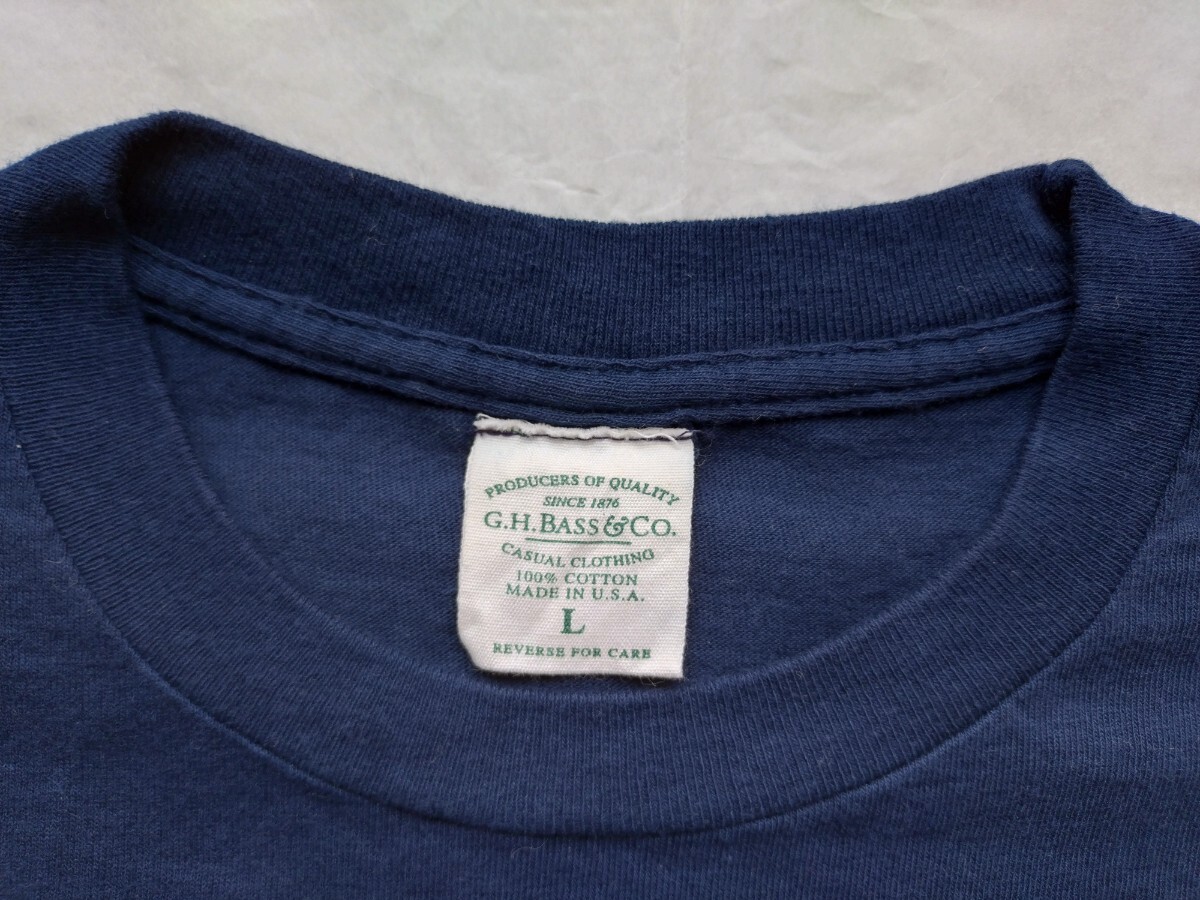 PRODUCERS OF QUALITY
SINCE 1876
G.H. BASS & CO.
CASUAL CLOTHING
100% COTTON
MADE IN U.S.A.
L
REVERSE FOR CARE